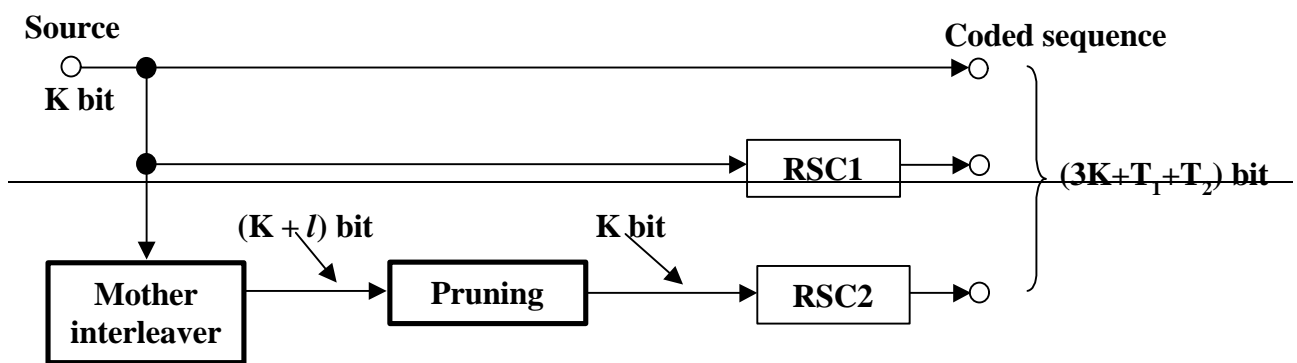 Source
Coded sequence
K bit
RSC1
(3K+T₁+T₂) bit
(K + l) bit
K bit
Mother
interleaver
Pruning
RSC2